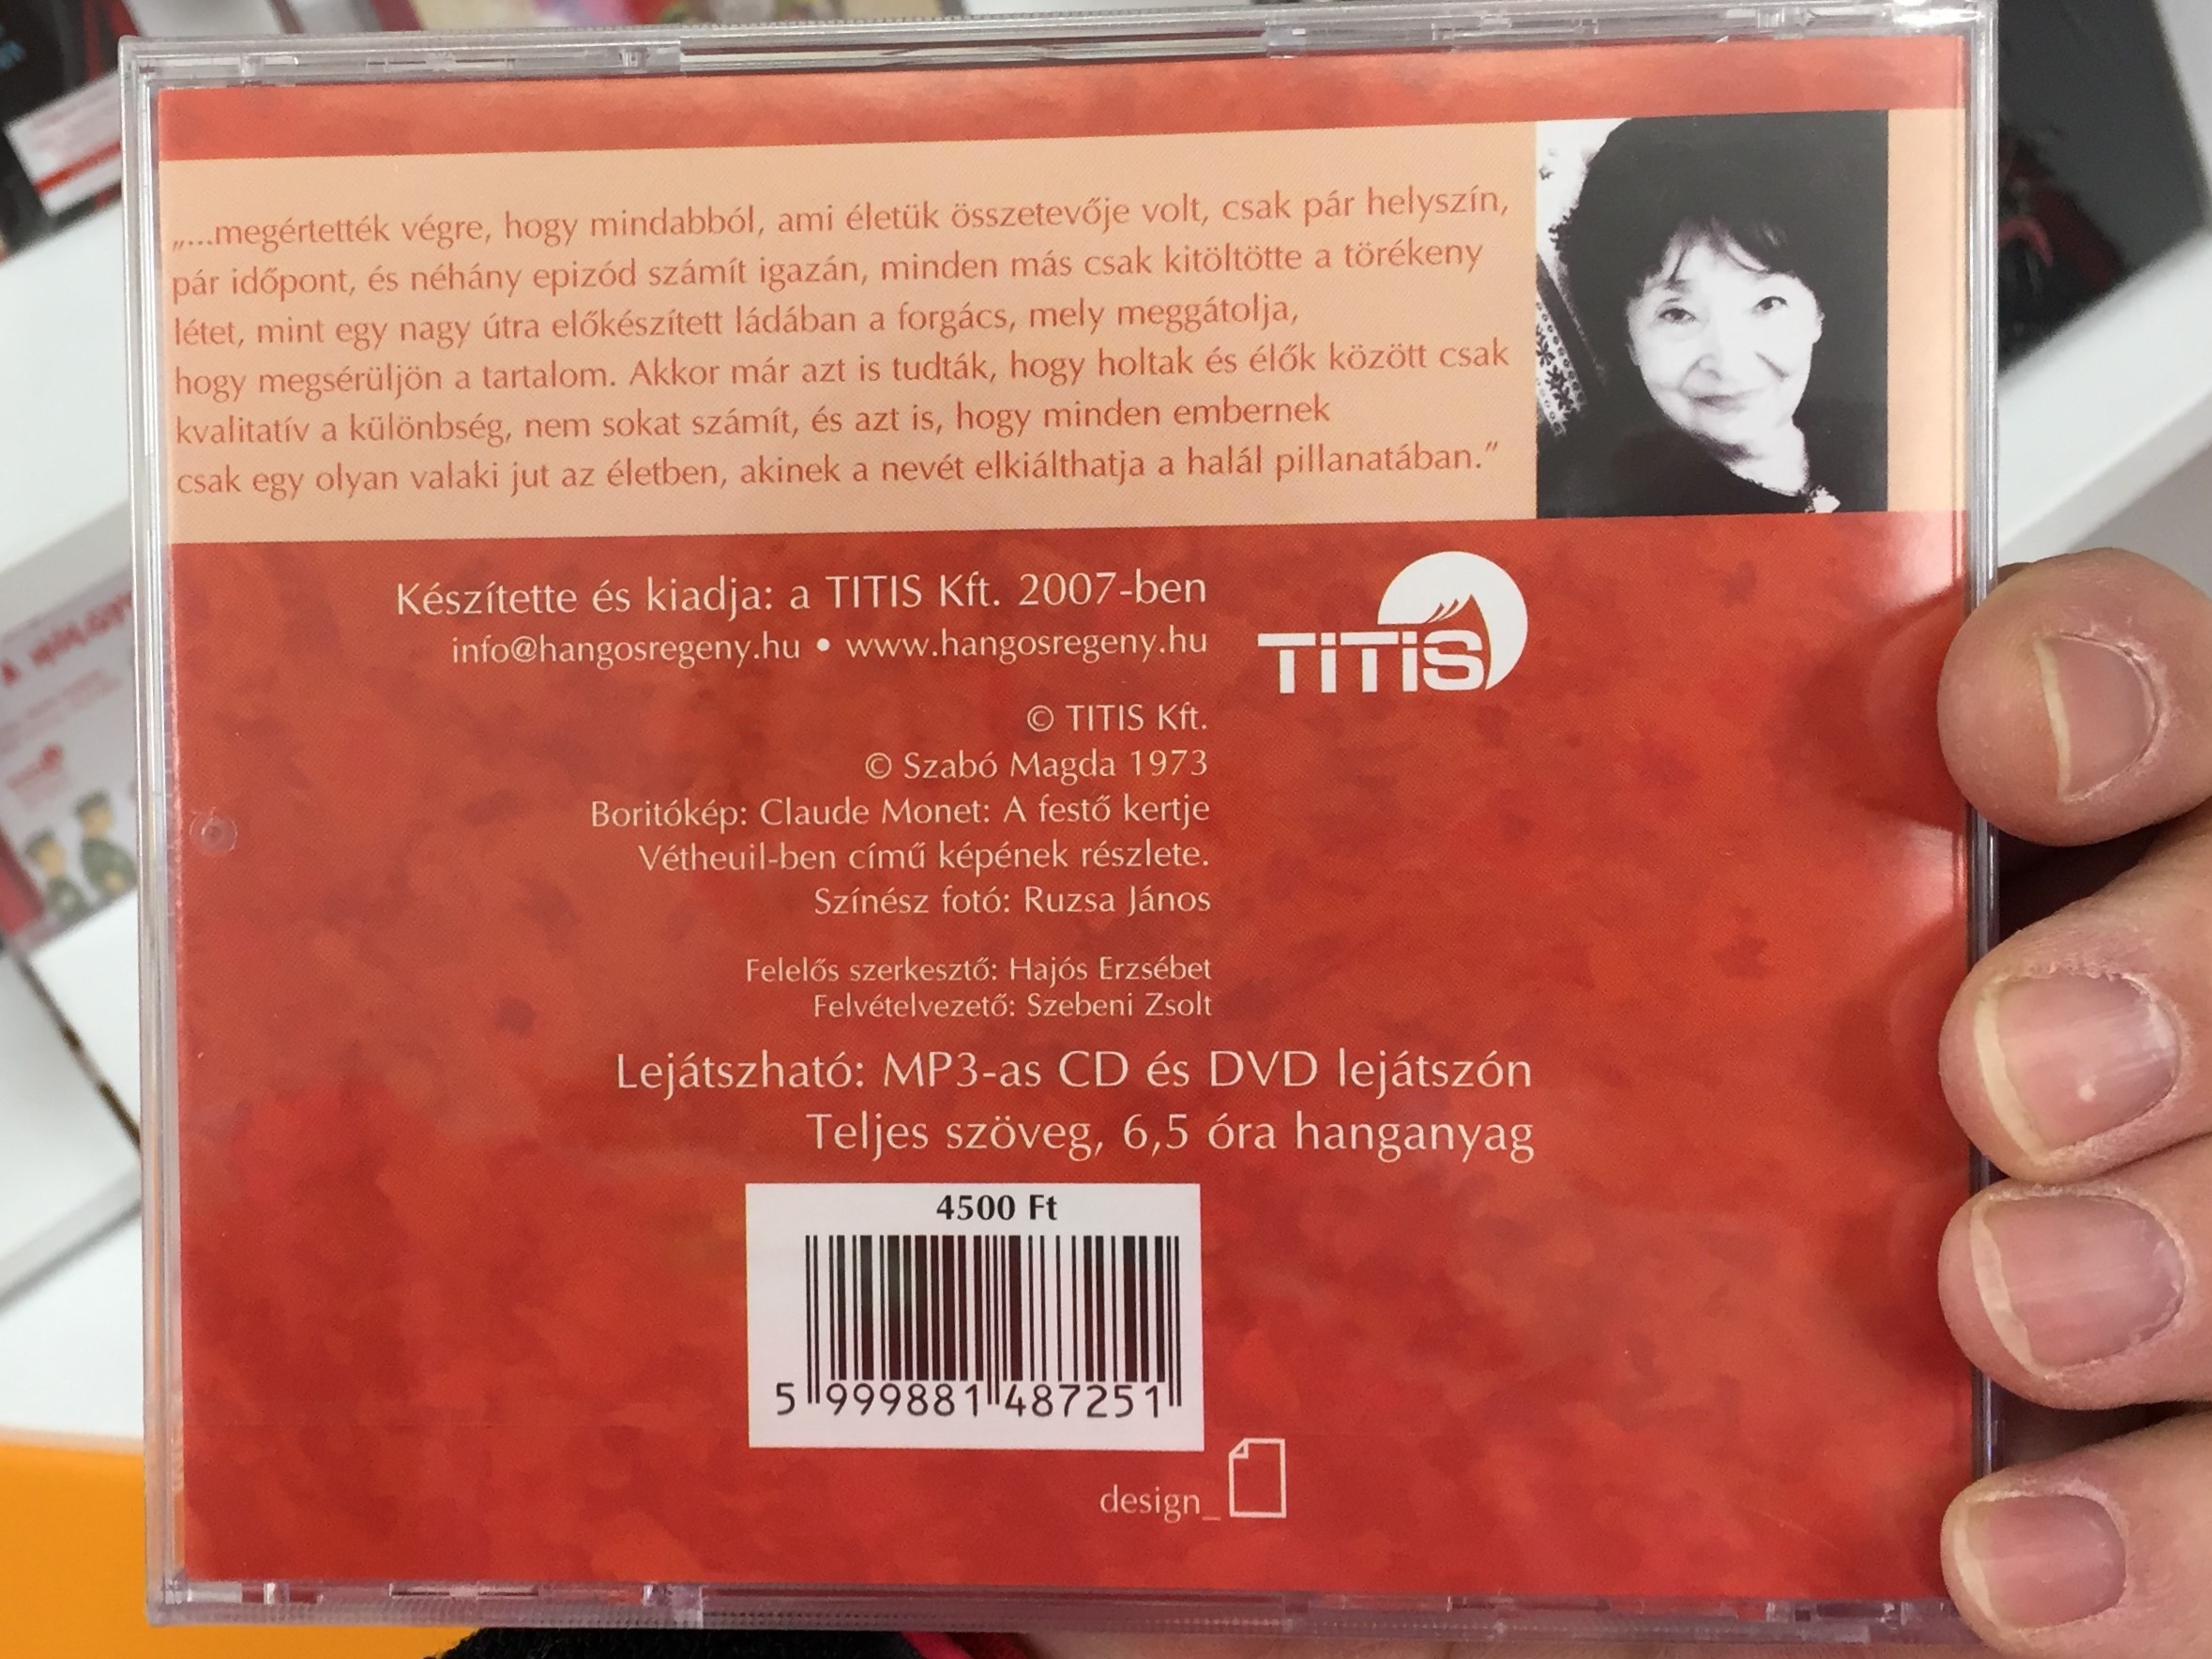 „...megértették végre, hogy mindabból, ami életük összetevője volt, csak pár helyszín,
pár időpont, és néhány epizód számít igazán, minden más csak kitöltötte a törékeny
létet, mint egy nagy útra előkészített ládában a forgács, mely meggátolja,
hogy megsérüljön a tartalom. Akkor már azt is tudták, hogy holtak és élők között csak
kvalitatív a különbség, nem sokat számít, és azt is, hogy minden embernek
csak egy olyan valaki jut az életben, akinek a nevét elkiálthatja a halál pillanatában.”
Készítette és kiadja: a TITIS Kft. 2007-ben
info@hangosregeny.hu • www.hangosregeny.hu
TiTiS
© TITIS Kft.
© Szabó Magda 1973
Boritókép: Claude Monet: A festő kertje
Vétheuil-ben című képének részlete.
Színész fotó: Ruzsa János
Felelős szerkesztő: Hajós Erzsébet
Felvételvezető: Szebeni Zsolt
Lejátszható: MP3-as CD és DVD lejátszón
Teljes szöveg, 6,5 óra hanganyag
4500 Ft
5 999881 487251
design_